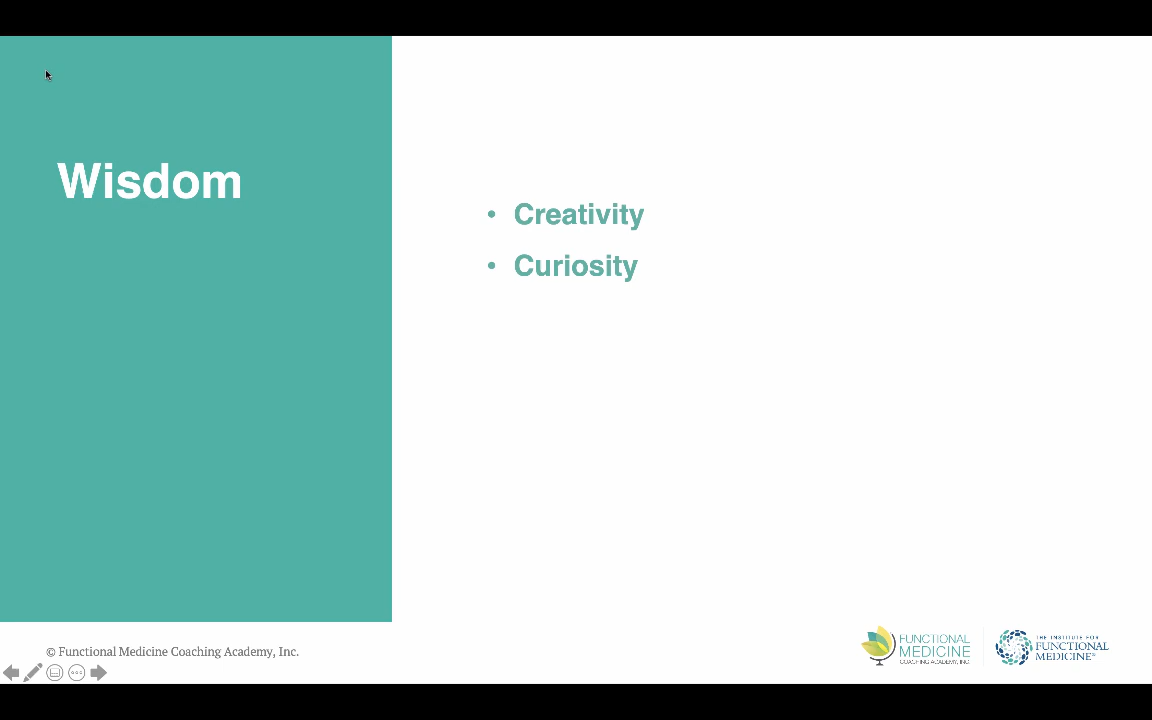 Wisdom
• Creativity
• Curiosity
© Functional Medicine Coaching Academy, Inc.
FUNCTIONAL
MEDICINE
COACHING ACADEMY, INC.
THE INSTITUTE FOR
FUNCTIONAL
MEDICINE